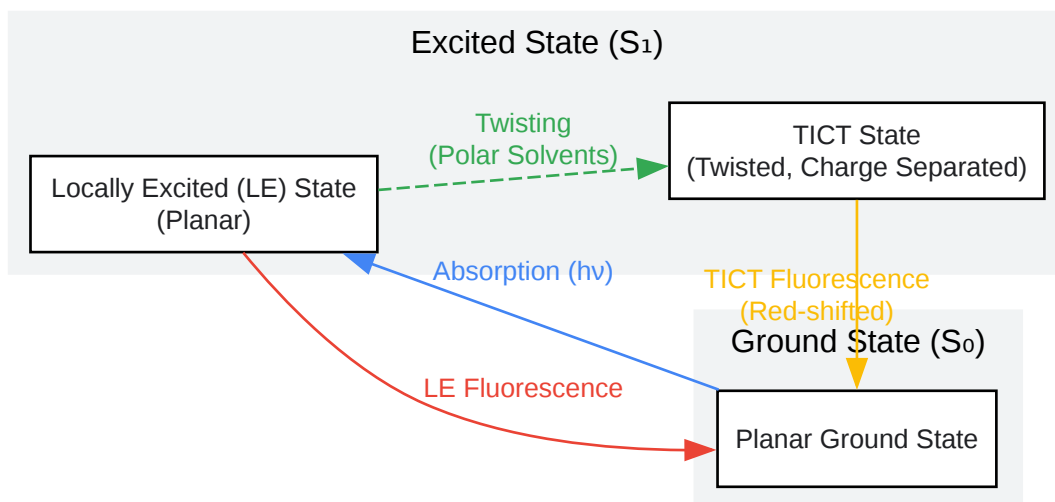 Excited State (S₁)
Twisting
(Polar Solvents)
TICT State
(Twisted, Charge Separated)
Locally Excited (LE) State
(Planar)
Absorption (hν)
TICT Fluorescence
(Red-shifted)
Ground State (S₀)
LE Fluorescence
Planar Ground State